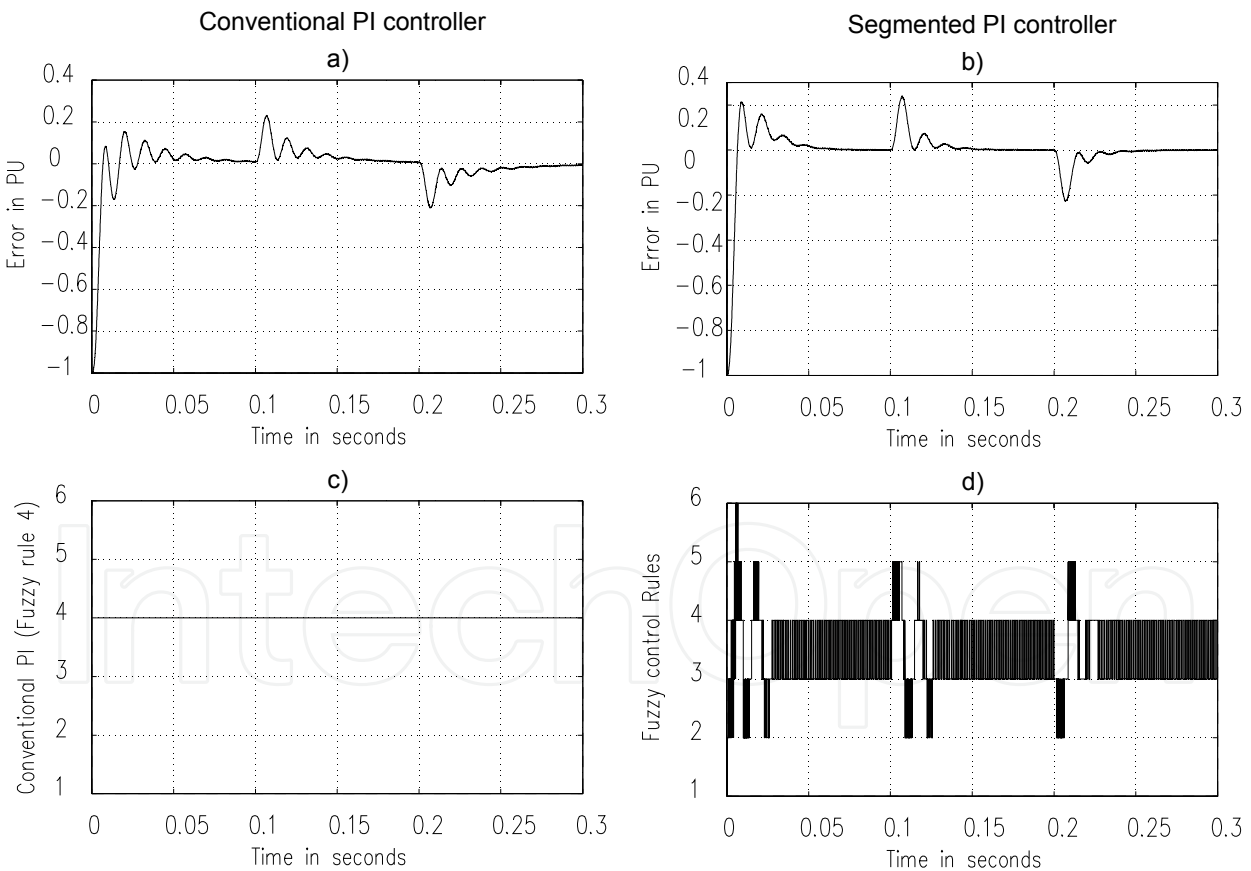 Conventional PI controller
Segmented PI controller
a)
b)
Error in PU
0.4
0.2
0
−0.2
−0.4
−0.6
−0.8
−1
0 0.05 0.1 0.15 0.2 0.25 0.3
Time in seconds
Error in PU
0.4
0.2
0
−0.2
−0.4
−0.6
−0.8
−1
0 0.05 0.1 0.15 0.2 0.25 0.3
Time in seconds
c)
d)
Conventional PI (Fuzzy rule 4)
6
5
4
3
2
1
0 0.05 0.1 0.15 0.2 0.25 0.3
Time in seconds
Fuzzy control Rules
6
5
4
3
2
1
0 0.05 0.1 0.15 0.2 0.25 0.3
Time in seconds
IntechOpen